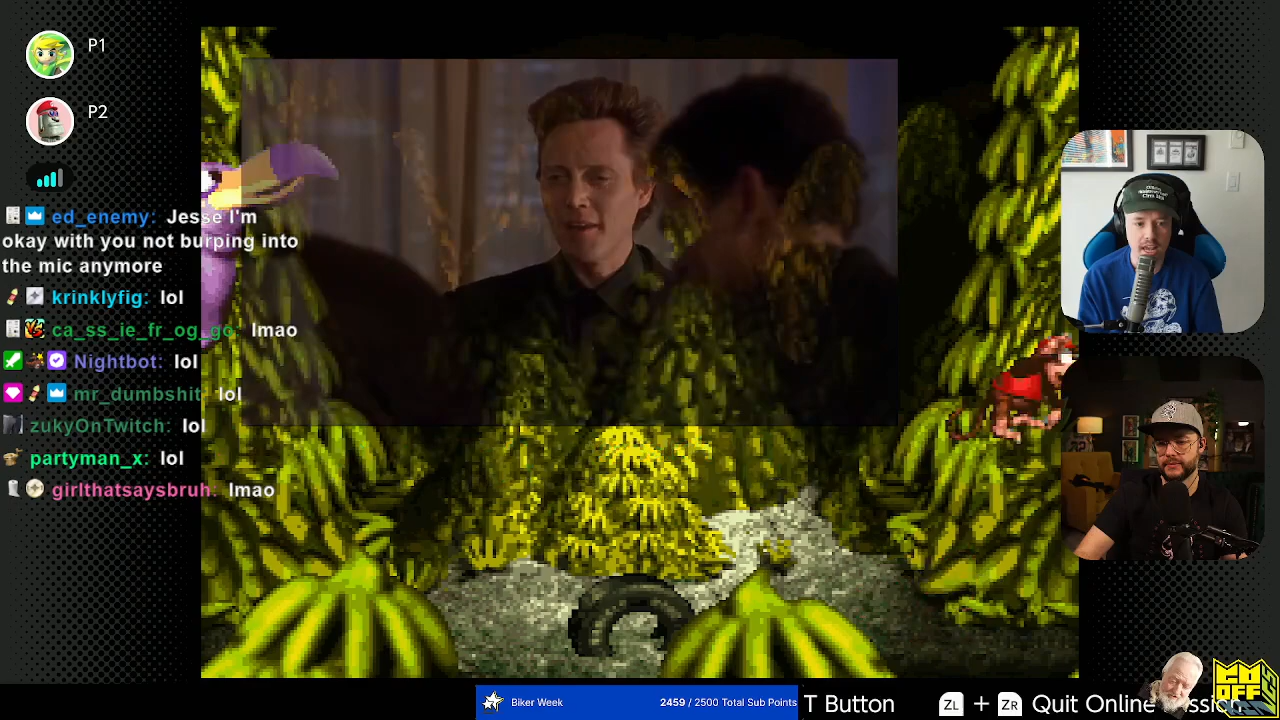 P1
P2
ed_enemy: Jesse I'm
okay with you not burping into
the mic anymore
krinklyfig: lol
ca_ss_ie_fr_og_go: lmao
Nightbot: lol
mr_dumbshit: lol
zukyOnTwitch: lol
partyman_x: lol
girlthatsaysbruh: lmao
Biker Week 2459 / 2500 Total Sub Points
T Button ZL + ZR Quit Online
GO
OFF